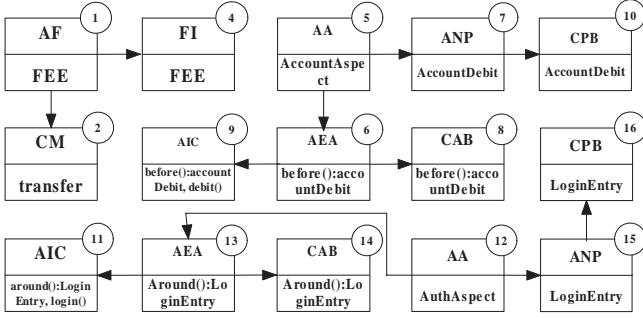 1
AF
FEE
4
FI
FEE
5
AA
AccountAspe
ct
7
ANP
AccountDebit
10
CPB
AccountDebit
2
CM
transfer
9
AIC
before():account
Debit, debit()
6
AEA
before():acco
untDebit
8
CAB
before():acco
untDebit
16
CPB
LoginEntry
11
AIC
around():Login
Entry, login()
13
AEA
Around():Lo
ginEntry
14
CAB
Around():Lo
ginEntry
12
AA
AuthAspect
15
ANP
LoginEntry